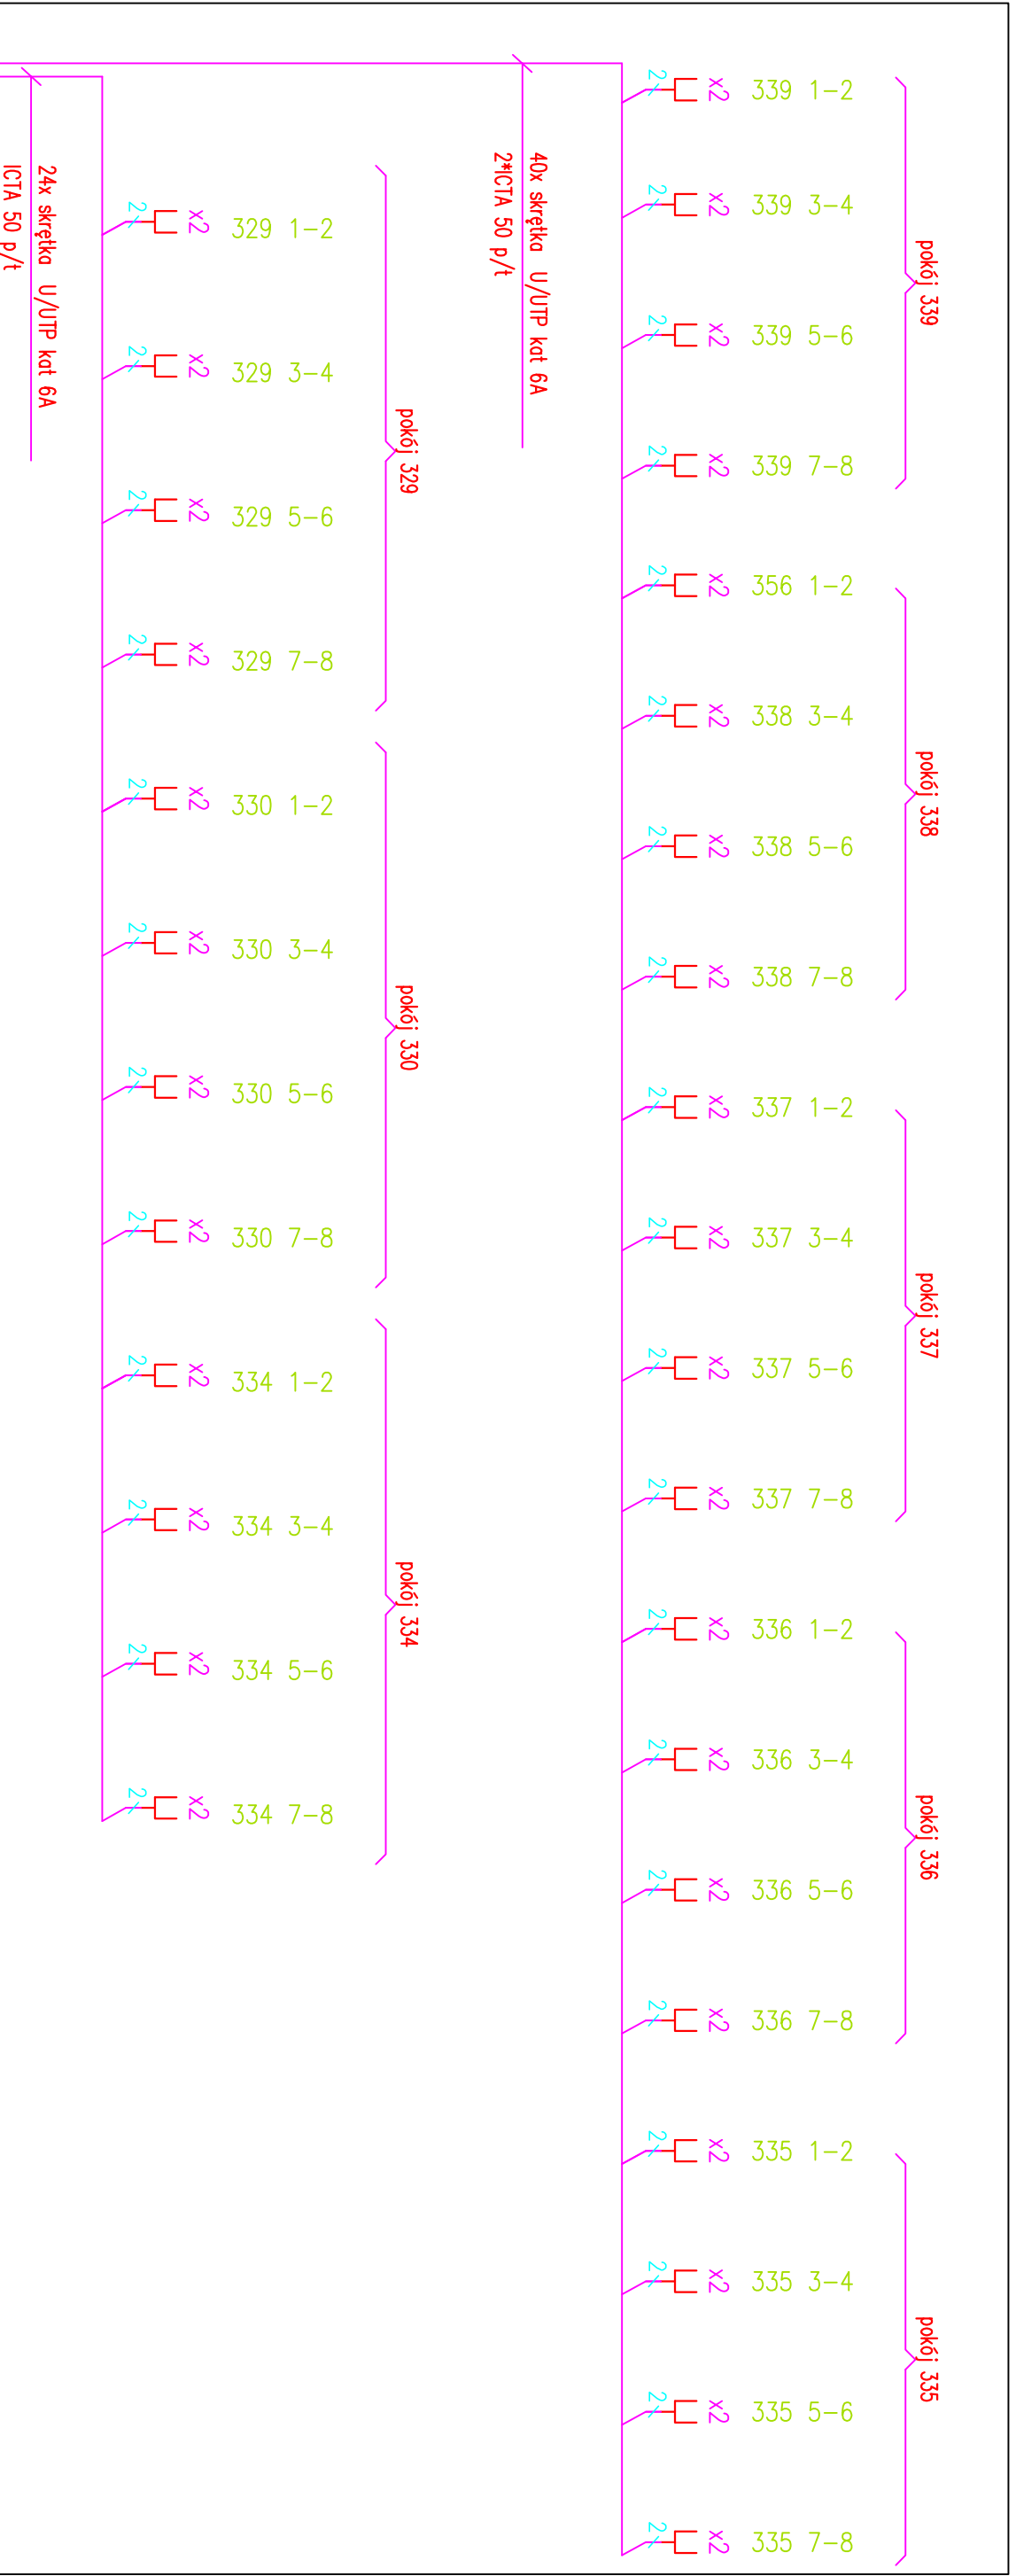 pokój 339
339 1-2
339 3-4
339 5-6
339 7-8
x2
x2
x2
x2
2
2
2
2
pokój 338
356 1-2
338 3-4
338 5-6
338 7-8
x2
x2
x2
x2
2
2
2
2
pokój 337
337 1-2
337 3-4
337 5-6
337 7-8
x2
x2
x2
x2
2
2
2
2
pokój 336
336 1-2
336 3-4
336 5-6
336 7-8
x2
x2
x2
x2
2
2
2
2
pokój 335
335 1-2
335 3-4
335 5-6
335 7-8
x2
x2
x2
x2
2
2
2
2
40x skrętka U/UTP kat 6A
2*ICTA 50 p/t
pokój 329
329 1-2
329 3-4
329 5-6
329 7-8
x2
x2
x2
x2
2
2
2
2
pokój 330
330 1-2
330 3-4
330 5-6
330 7-8
x2
x2
x2
x2
2
2
2
2
pokój 334
334 1-2
334 3-4
334 5-6
334 7-8
x2
x2
x2
x2
2
2
2
2
24x skrętka U/UTP kat 6A
ICTA 50 p/t